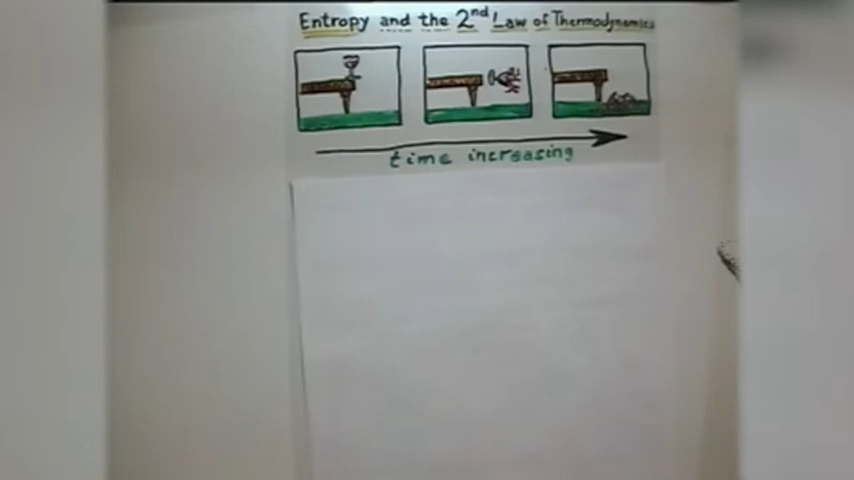 Entropy and the 2nd Law of Thermodynamics
time increasing